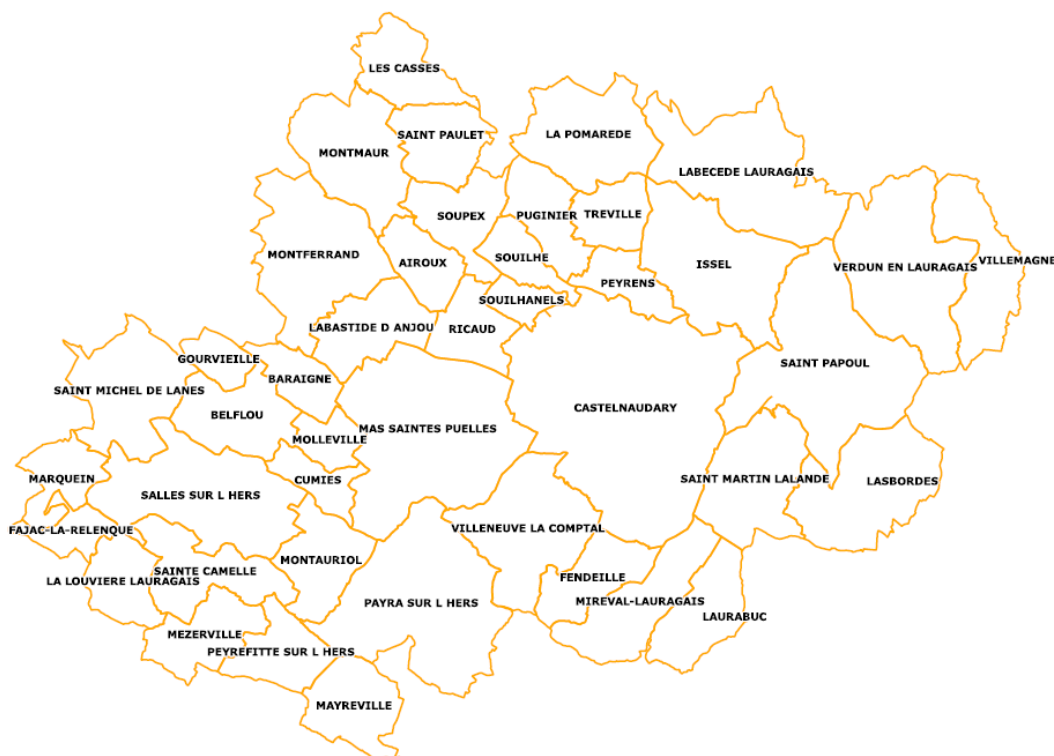 LES CASSES
SAINT PAULET
LA POMAREDE
MONTMAUR
LABECEDE LAURAGAIS
SOUPEX
PUGINIER
TREVILLE
MONTFERRAND
SOUILHE
AIROUX
ISSEL
VERDUN EN LAURAGAIS
VILLEMAGNE
PEYRENS
SOUILHANELS
LABASTIDE D ANJOU
RICAUD
GOURVIEILLE
SAINT PAPOUL
BARAIGNE
SAINT MICHEL DE LANES
BELFLOU
CASTELNAUDARY
MAS SAINTES PUELLES
MOLLEVILLE
MARQUEIN
CUMIES
SAINT MARTIN LALANDE
LASBORDES
SALLES SUR L HERS
FAJAC-LA-RELENQUE
VILLENEUVE LA COMPTAL
MONTAURIOL
SAINTE CAMELLE
LA LOUVIERE LAURAGAIS
FENDEILLE
PAYRA SUR L HERS
MIREVAL-LAURAGAIS
LAURABUC
MEZERVILLE
PEYREFITTE SUR L HERS
MAYREVILLE